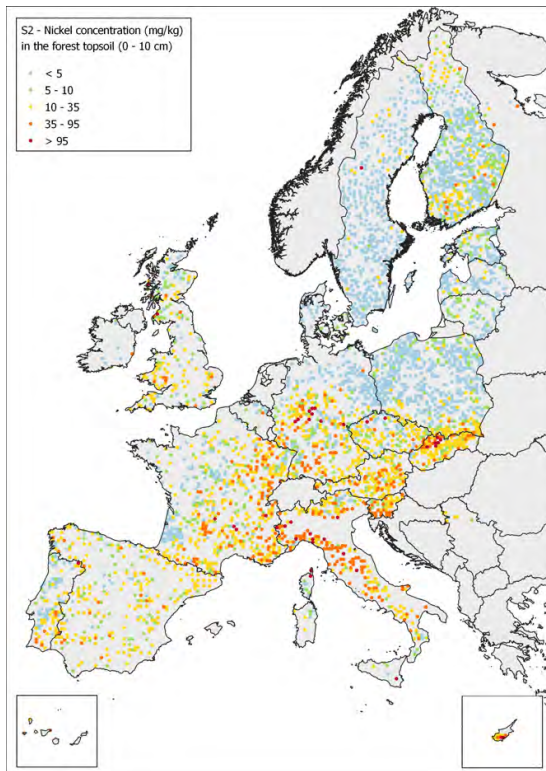 S2 - Nickel concentration (mg/kg)
in the forest topsoil (0 - 10 cm)
< 5
5 - 10
10 - 35
35 - 95
> 95